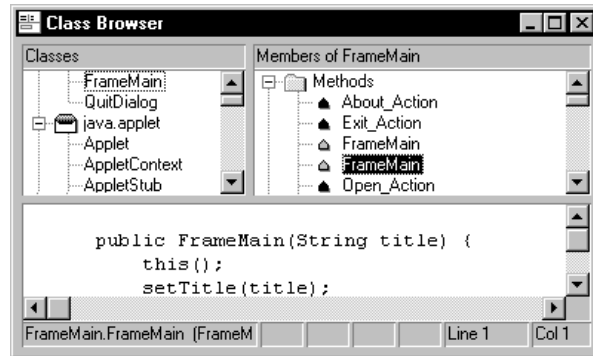 Class Browser
Classes
FrameMain
QuitDialog
java.applet
Applet
AppletContext
AppletStub
Members of FrameMain
Methods
About_Action
Exit_Action
FrameMain
FrameMain
Open_Action
public FrameMain(String title) {
this();
setTitle(title);
FrameMain.FrameMain (FrameM
Line 1
Col 1